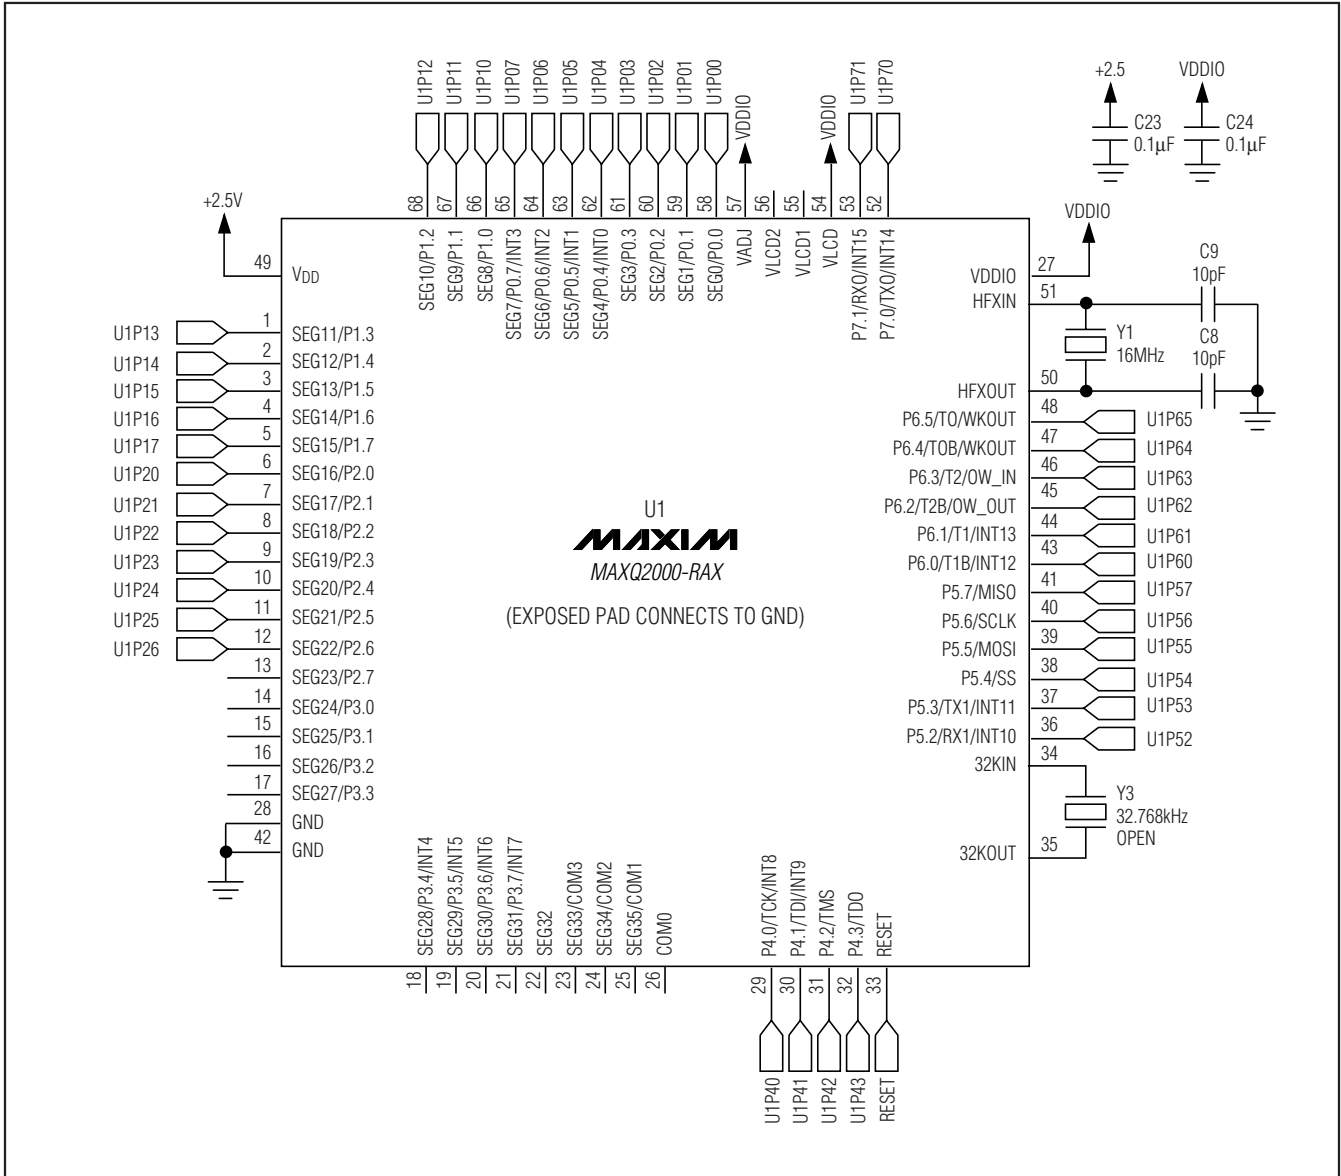 U1P12
U1P11
U1P10
U1P07
U1P06
U1P05
U1P04
U1P03
U1P02
U1P01
U1P00
VDDIO
VDDIO
U1P71
U1P70
+2.5
C23
0.1µF
VDDIO
C24
0.1µF
68
67
66
65
64
63
62
61
60
59
58
57
56
55
54
53
52
SEG10/P1.2
SEG9/P1.1
SEG8/P1.0
SEG7/P0.7/INT3
SEG6/P0.6/INT2
SEG5/P0.5/INT1
SEG4/P0.4/INT0
SEG3/P0.3
SEG2/P0.2
SEG1/P0.1
SEG0/P0.0
VADJ
VLCD2
VLCD1
VLCD
P7.1/RX0/INT15
P7.0/TX0/INT14
+2.5V
49 VDD
U1P13 1 SEG11/P1.3
U1P14 2 SEG12/P1.4
U1P15 3 SEG13/P1.5
U1P16 4 SEG14/P1.6
U1P17 5 SEG15/P1.7
U1P20 6 SEG16/P2.0
U1P21 7 SEG17/P2.1
U1P22 8 SEG18/P2.2
U1P23 9 SEG19/P2.3
U1P24 10 SEG20/P2.4
U1P25 11 SEG21/P2.5
U1P26 12 SEG22/P2.6
13 SEG23/P2.7
14 SEG24/P3.0
15 SEG25/P3.1
16 SEG26/P3.2
17 SEG27/P3.3
28 GND
42 GND
U1
MAXIM
MAXQ2000-RAX
(EXPOSED PAD CONNECTS TO GND)
VDDIO
VDDIO 27
HFXIN 51
C9
10pF
Y1
16MHz
C8
10pF
HFXOUT 50
P6.5/TO/WKOUT 48 U1P65
P6.4/TOB/WKOUT 47 U1P64
P6.3/T2/OW_IN 46 U1P63
P6.2/T2B/OW_OUT 45 U1P62
P6.1/T1/INT13 44 U1P61
P6.0/T1B/INT12 43 U1P60
P5.7/MISO 41 U1P57
P5.6/SCLK 40 U1P56
P5.5/MOSI 39 U1P55
P5.4/SS 38 U1P54
P5.3/TX1/INT11 37 U1P53
P5.2/RX1/INT10 36 U1P52
32KIN 34
Y3
32.768kHz
OPEN
32KOUT 35
SEG28/P3.4/INT4
SEG29/P3.5/INT5
SEG30/P3.6/INT6
SEG31/P3.7/INT7
SEG32
SEG33/COM3
SEG34/COM2
SEG35/COM1
COM0
P4.0/TCK/INT8
P4.1/TDI/INT9
P4.2/TMS
P4.3/TDO
RESET
18
19
20
21
22
23
24
25
26
29
30
31
32
33
U1P40
U1P41
U1P42
U1P43
RESET